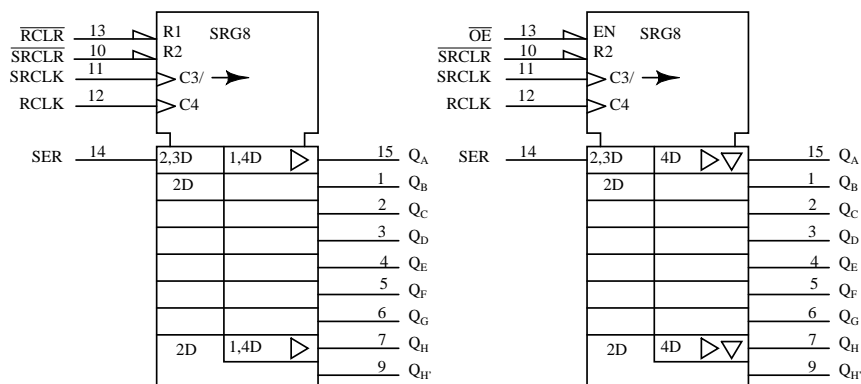 RCLR 13 R1 SRG8
SRCLR 10 R2
SRCLK 11 C3/
RCLK 12 C4
SER 14 2,3D 1,4D 15 QA
2D 1 QB
2 QC
3 QD
4 QE
5 QF
6 QG
2D 1,4D 7 QH
9 QH'
OE 13 EN SRG8
SRCLR 10 R2
SRCLK 11 C3/
RCLK 12 C4
SER 14 2,3D 4D 15 QA
2D 1 QB
2 QC
3 QD
4 QE
5 QF
6 QG
2D 4D 7 QH
9 QH'